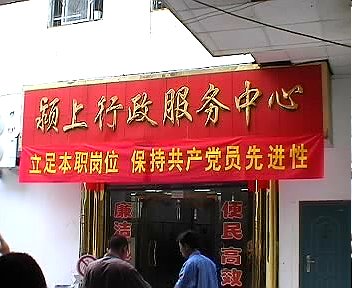 颍上行政服务中心
立足本职岗位 保持共产党员先进性
廉洁
便民 高效